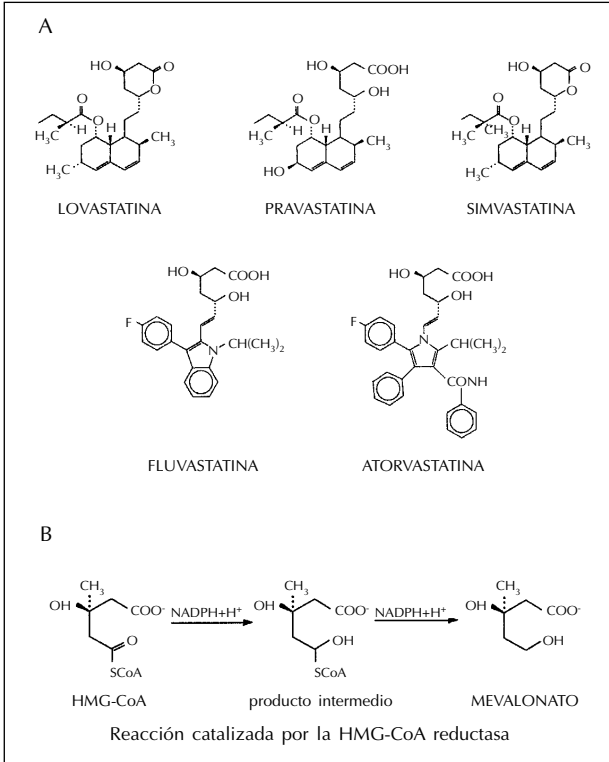 A
LOVASTATINA
HO
O
O
O
O
H
H
H₃C
CH₃
H₃C
PRAVASTATINA
HO
COOH
OH
O
O
H
H
H₃C
CH₃
HO
SIMVASTATINA
HO
O
O
O
O
H
H₃C
CH₃
H₃C
FLUVASTATINA
HO
COOH
OH
F
N
CH(CH₃)₂
ATORVASTATINA
HO
COOH
OH
F
N
CH(CH₃)₂
CONH
B
CH₃
OH
COO⁻
O
SCoA
HMG-CoA
NADPH+H⁺
CH₃
OH
COO⁻
OH
SCoA
producto intermedio
NADPH+H⁺
CH₃
OH
COO⁻
OH
MEVALONATO
Reacción catalizada por la HMG-CoA reductasa